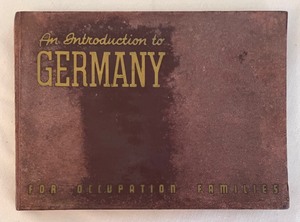 An Introduction to
GERMANY
FOR OCCUPATION FAMILIES